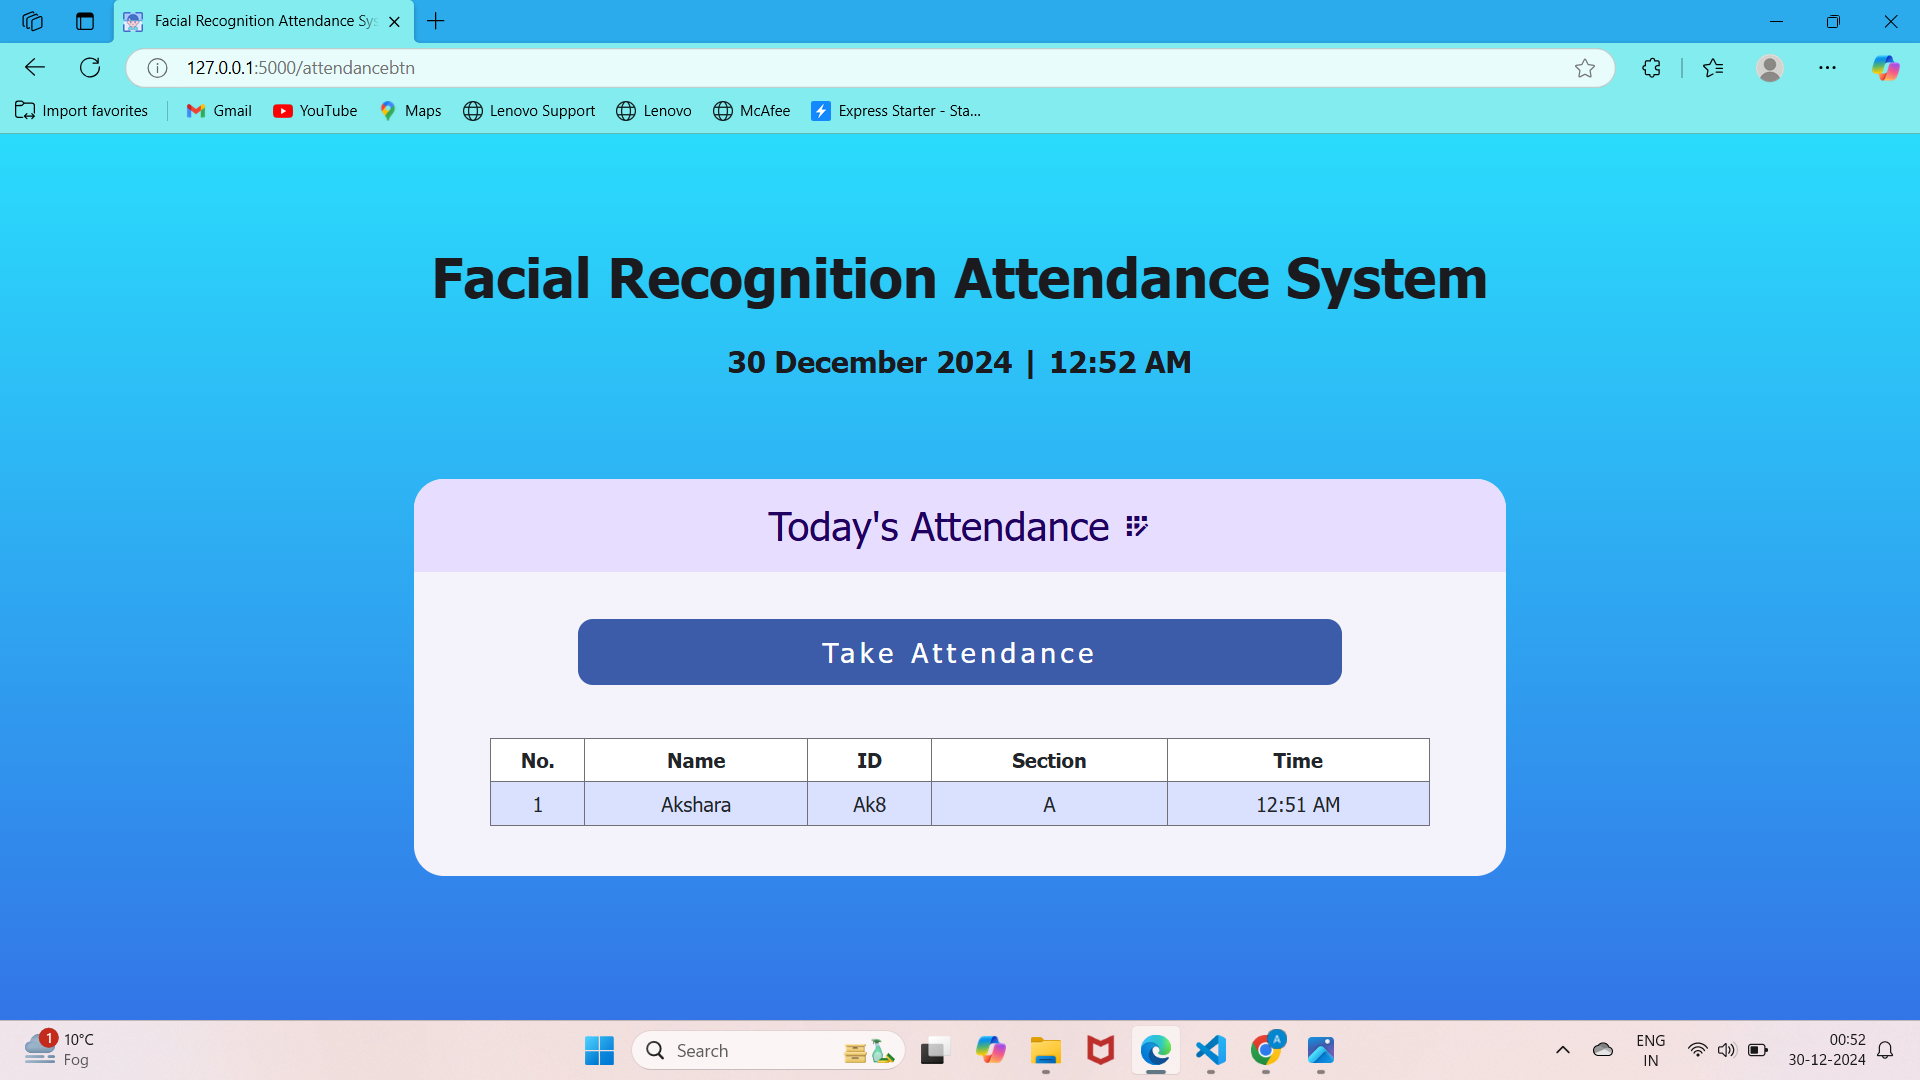 Facial Recognition Attendance Sys
127.0.0.1:5000/attendancebtn
Import favorites Gmail YouTube Maps Lenovo Support Lenovo McAfee Express Starter - Sta...
Facial Recognition Attendance System
30 December 2024 | 12:52 AM
Today's Attendance
Take Attendance
No. Name ID Section Time
1 Akshara Ak8 A 12:51 AM
1 10°C
Fog
Search
A
ENG
IN
00:52
30-12-2024